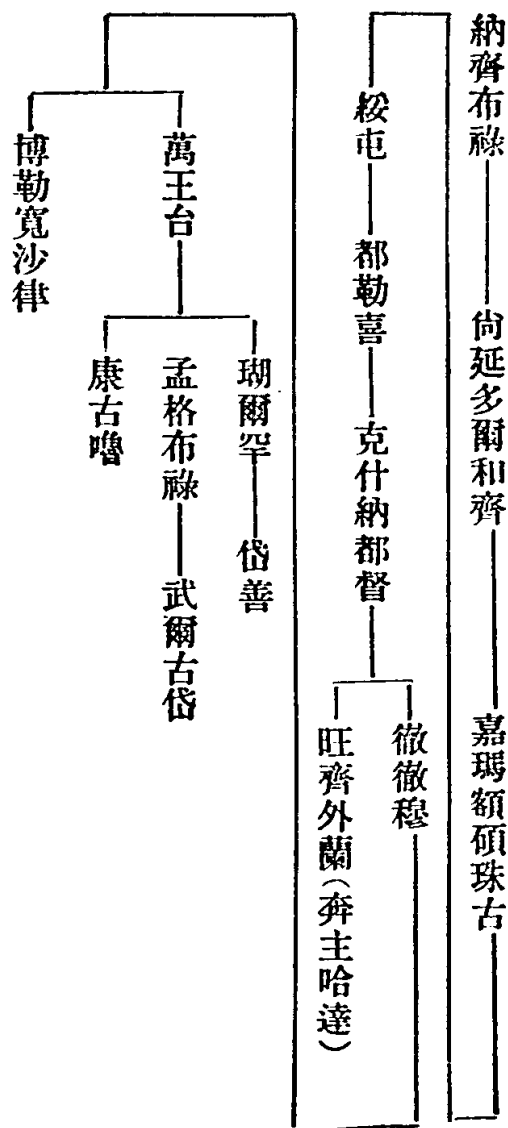 納齊布祿
尙延多爾和齊
嘉瑪額碩珠古
綏屯
都勒喜
克什納都督
徹徹穆
旺齊外蘭(奔主哈達)
萬王台
瑚爾罕
岱善
孟格布祿
武爾古岱
康古嚕
博勒寬沙律